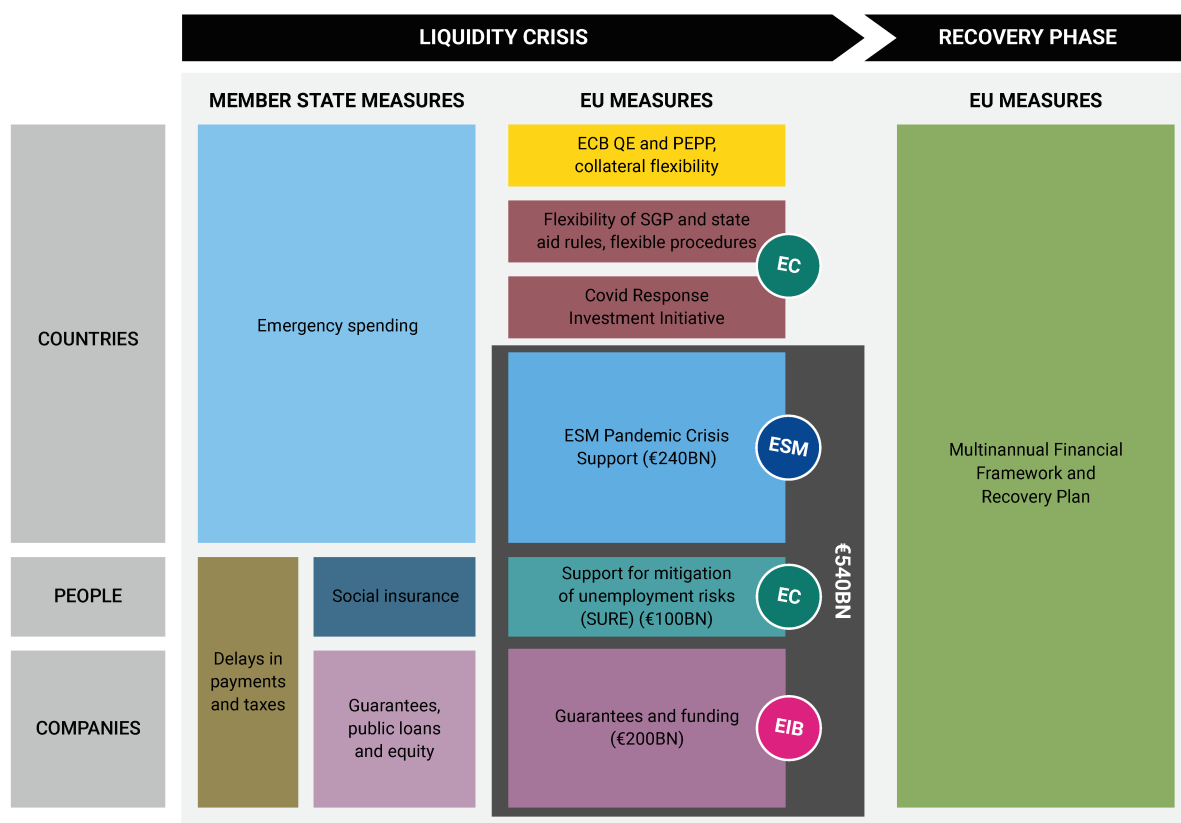 LIQUIDITY CRISIS
RECOVERY PHASE
MEMBER STATE MEASURES
EU MEASURES
EU MEASURES
COUNTRIES
Emergency spending
ECB QE and PEPP,
collateral flexibility
Flexibility of SGP and state
aid rules, flexible procedures
EC
Covid Response
Investment Initiative
ESM Pandemic Crisis
Support (€240BN)
ESM
Multinannual Financial
Framework and
Recovery Plan
PEOPLE
Delays in
payments
and taxes
Social insurance
Support for mitigation
of unemployment risks
(SURE) (€100BN)
EC
€540BN
COMPANIES
Guarantees,
public loans
and equity
Guarantees and funding
(€200BN)
EIB